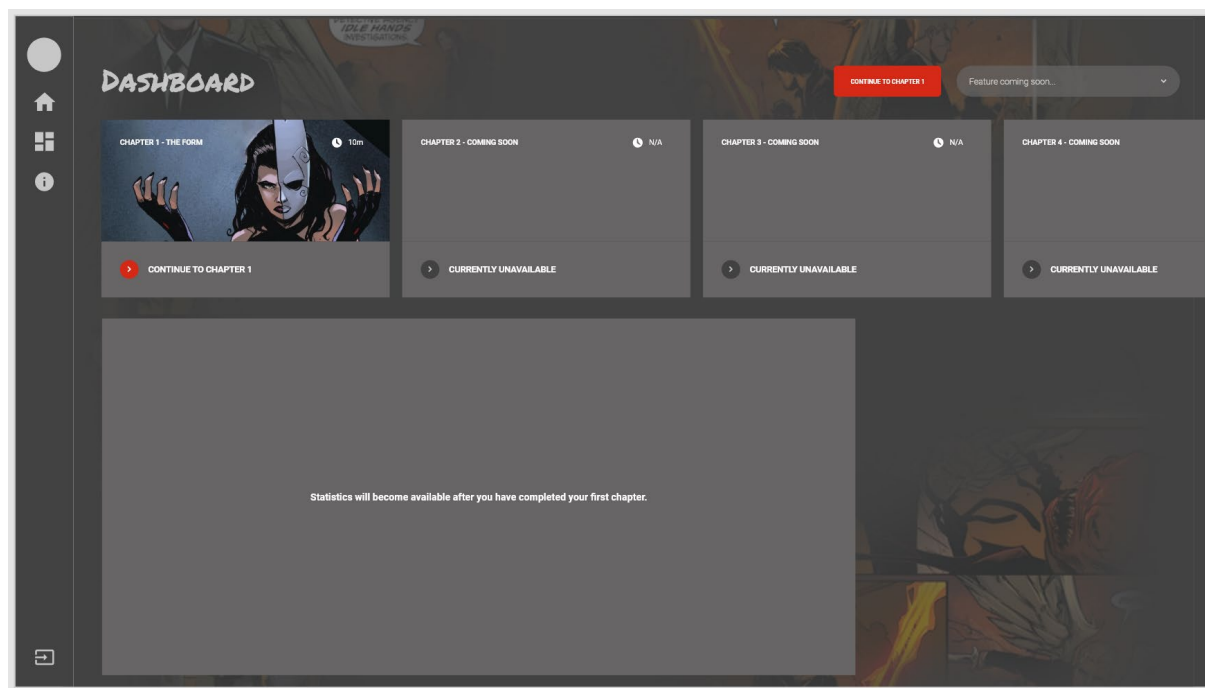 IDLE HANDS
INVESTIGATIONS
DASHBOARD
CONTINUE TO CHAPTER 1
Feature coming soon...
CHAPTER 1 - THE FORM
10m
CHAPTER 2 - COMING SOON
N/A
CHAPTER 3 - COMING SOON
N/A
CHAPTER 4 - COMING SOON
CONTINUE TO CHAPTER 1
CURRENTLY UNAVAILABLE
CURRENTLY UNAVAILABLE
CURRENTLY UNAVAILABLE
Statistics will become available after you have completed your first chapter.